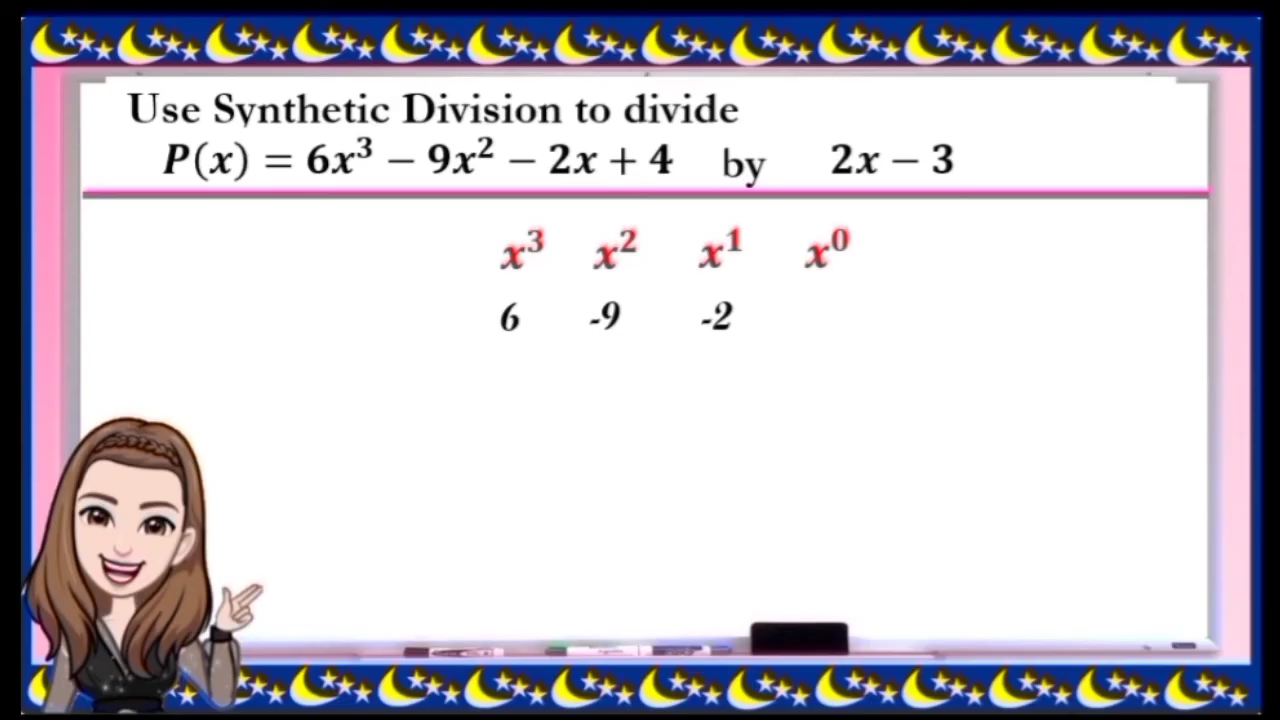 Use Synthetic Division to divide
P(x) = 6x³ − 9x² − 2x + 4 by 2x − 3
x³ x² x¹ x⁰
6 -9 -2